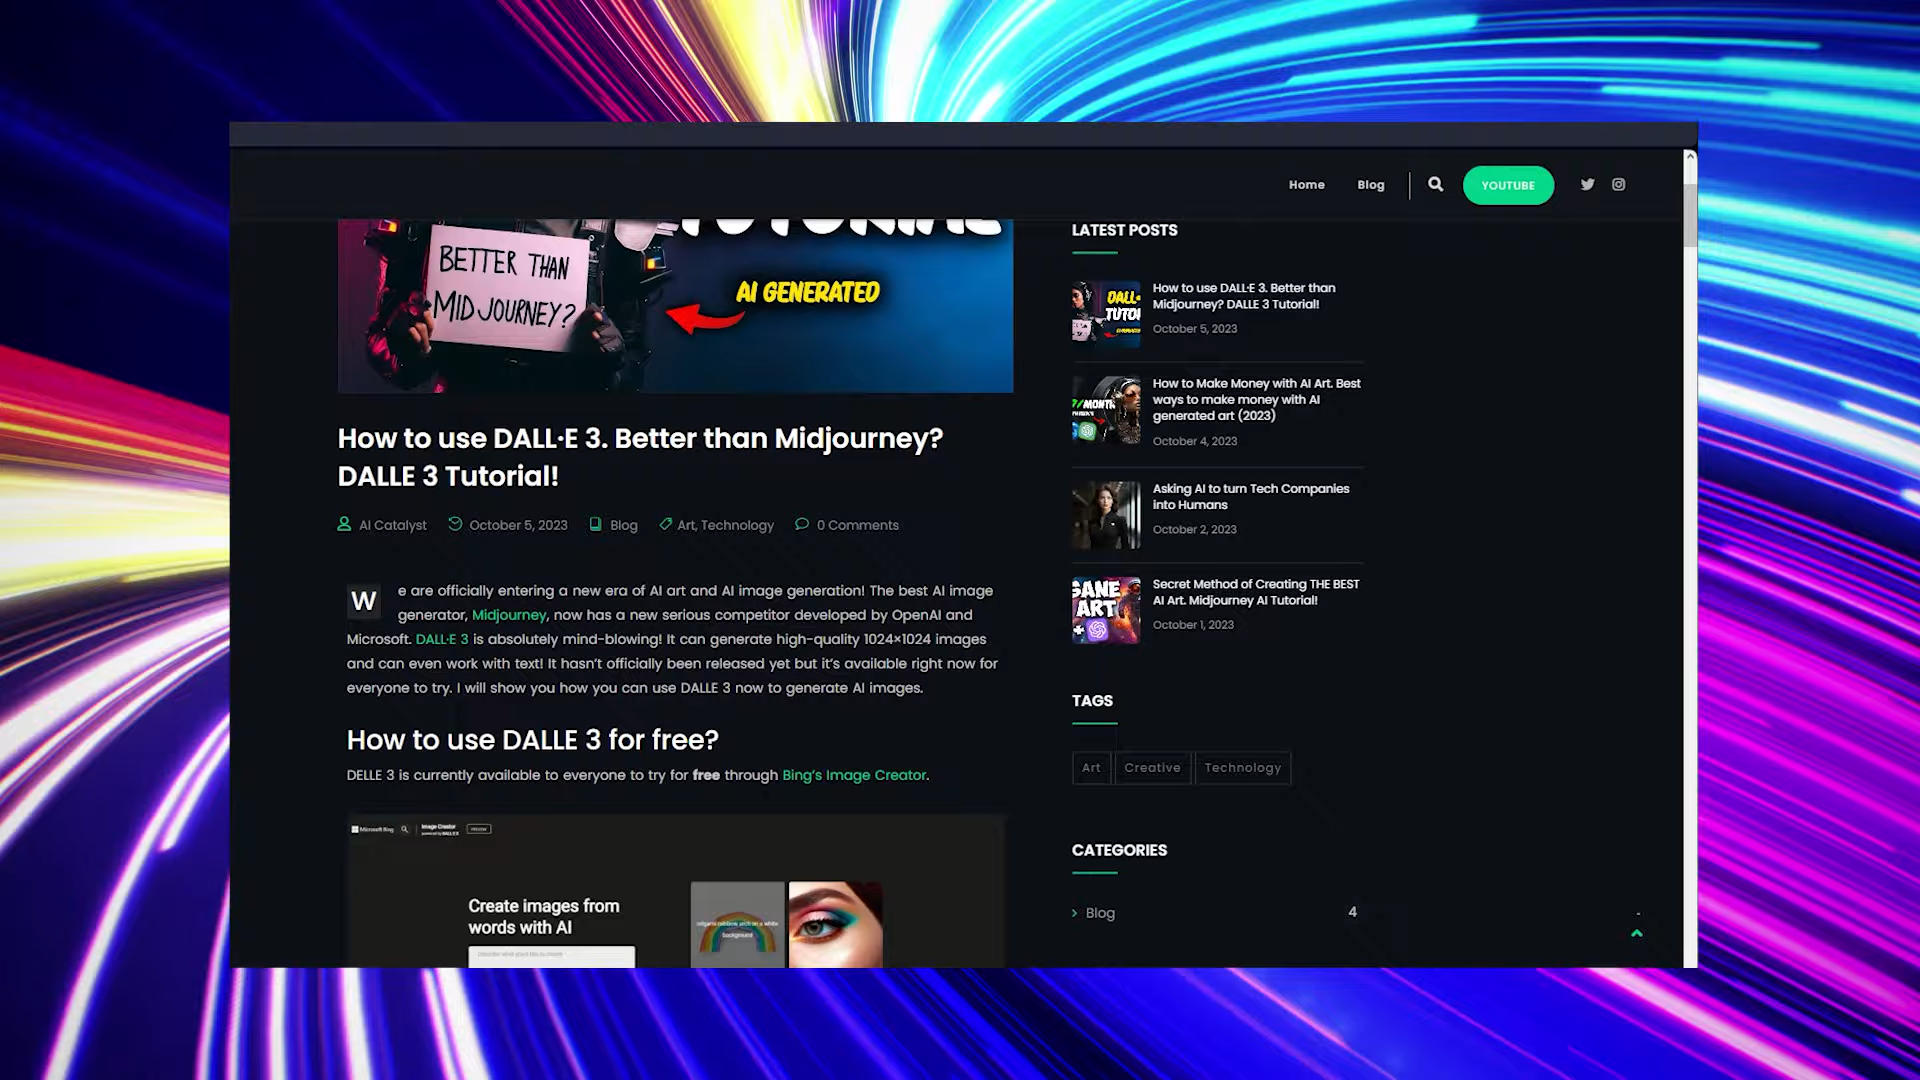 Home
Blog
YOUTUBE
BETTER THAN
MIDJOURNEY?
AI GENERATED
How to use DALL·E 3. Better than Midjourney?
DALLE 3 Tutorial!
AI Catalyst
October 5, 2023
Blog
Art, Technology
0 Comments
We are officially entering a new era of AI art and AI image generation! The best AI image
generator, Midjourney, now has a new serious competitor developed by OpenAI and
Microsoft. DALL·E 3 is absolutely mind-blowing! It can generate high-quality 1024×1024 images
and can even work with text! It hasn't officially been released yet but it's available right now for
everyone to try. I will show you how you can use DALLE 3 now to generate AI images.
How to use DALLE 3 for free?
DELLE 3 is currently available to everyone to try for free through Bing's Image Creator.
Microsoft Bing
Image Creator
Create images from
words with AI
LATEST POSTS
How to use DALL·E 3. Better than
Midjourney? DALLE 3 Tutorial!
October 5, 2023
How to Make Money with AI Art. Best
ways to make money with AI
generated art (2023)
October 4, 2023
Asking AI to turn Tech Companies
into Humans
October 2, 2023
Secret Method of Creating THE BEST
AI Art. Midjourney AI Tutorial!
October 1, 2023
TAGS
Art
Creative
Technology
CATEGORIES
Blog
4